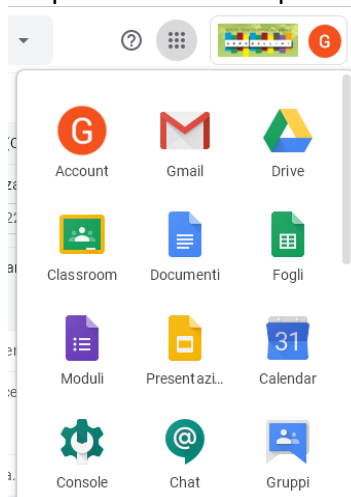 G
Account
Gmail
Drive
Classroom
Documenti
Fogli
31
Moduli
Presentazi...
Calendar
Console
Chat
Gruppi